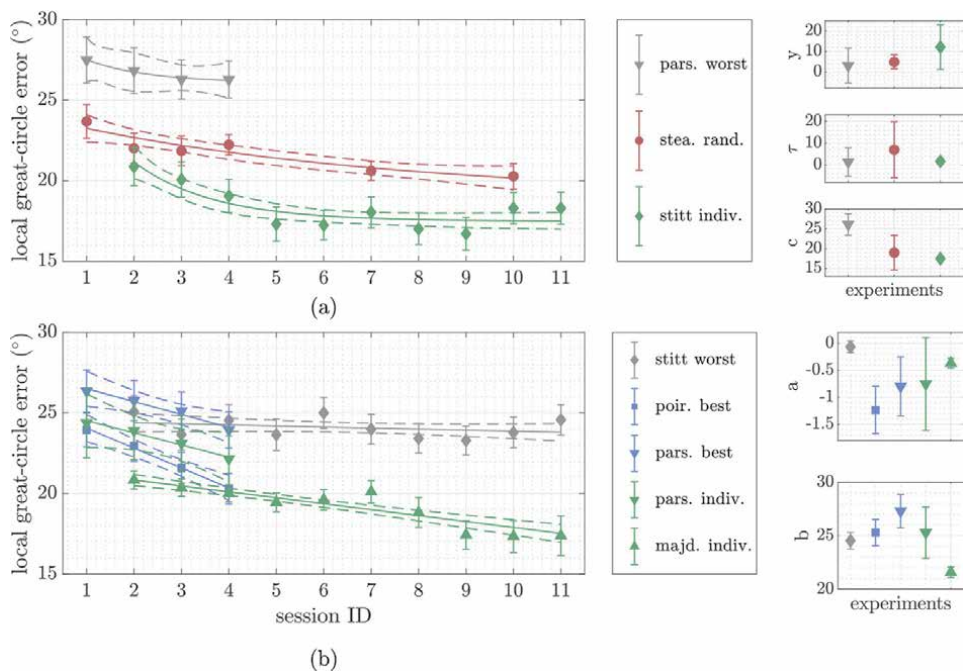 30
25
20
15
local great-circle error (°)
1 2 3 4 5 6 7 8 9 10 11
(a)
pars. worst
stea. rand.
stitt indiv.
y
20
10
0
τ
20
10
0
c
30
25
20
15
experiments
30
25
20
15
local great-circle error (°)
1 2 3 4 5 6 7 8 9 10 11
session ID
(b)
stitt worst
poir. best
pars. best
pars. indiv.
majd. indiv.
a
0
-0.5
-1
-1.5
b
30
25
20
experiments